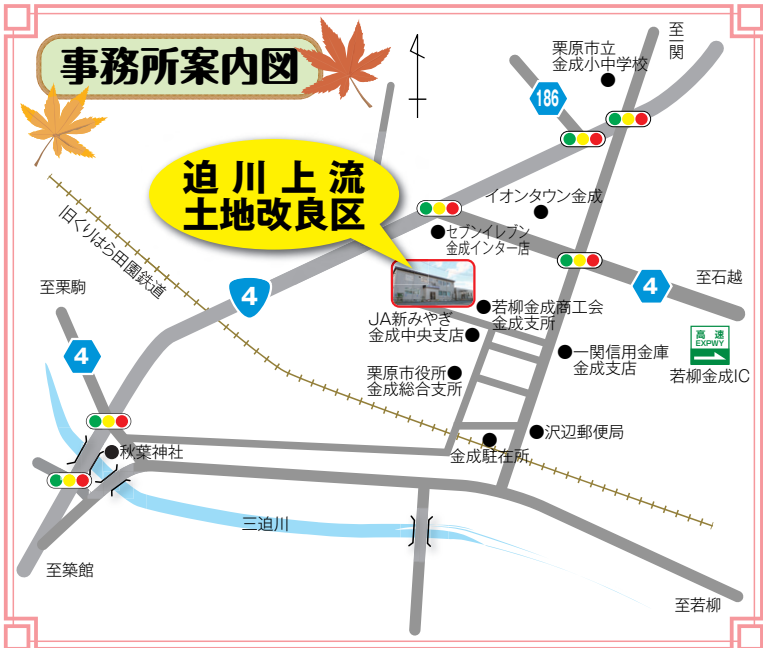 事務所案内図
至一関
栗原市立
金成小中学校
186
迫川上流
土地改良区
イオンタウン金成
セブンイレブン
金成インター店
旧くりはら田園鉄道
至栗駒
4
4
至石越
4
若柳金成商工会
金成支所
JA新みやぎ
金成中央支店
高速
EXPWY
若柳金成IC
一関信用金庫
金成支店
栗原市役所
金成総合支所
沢辺郵便局
金成駐在所
秋葉神社
三迫川
至築館
至若柳